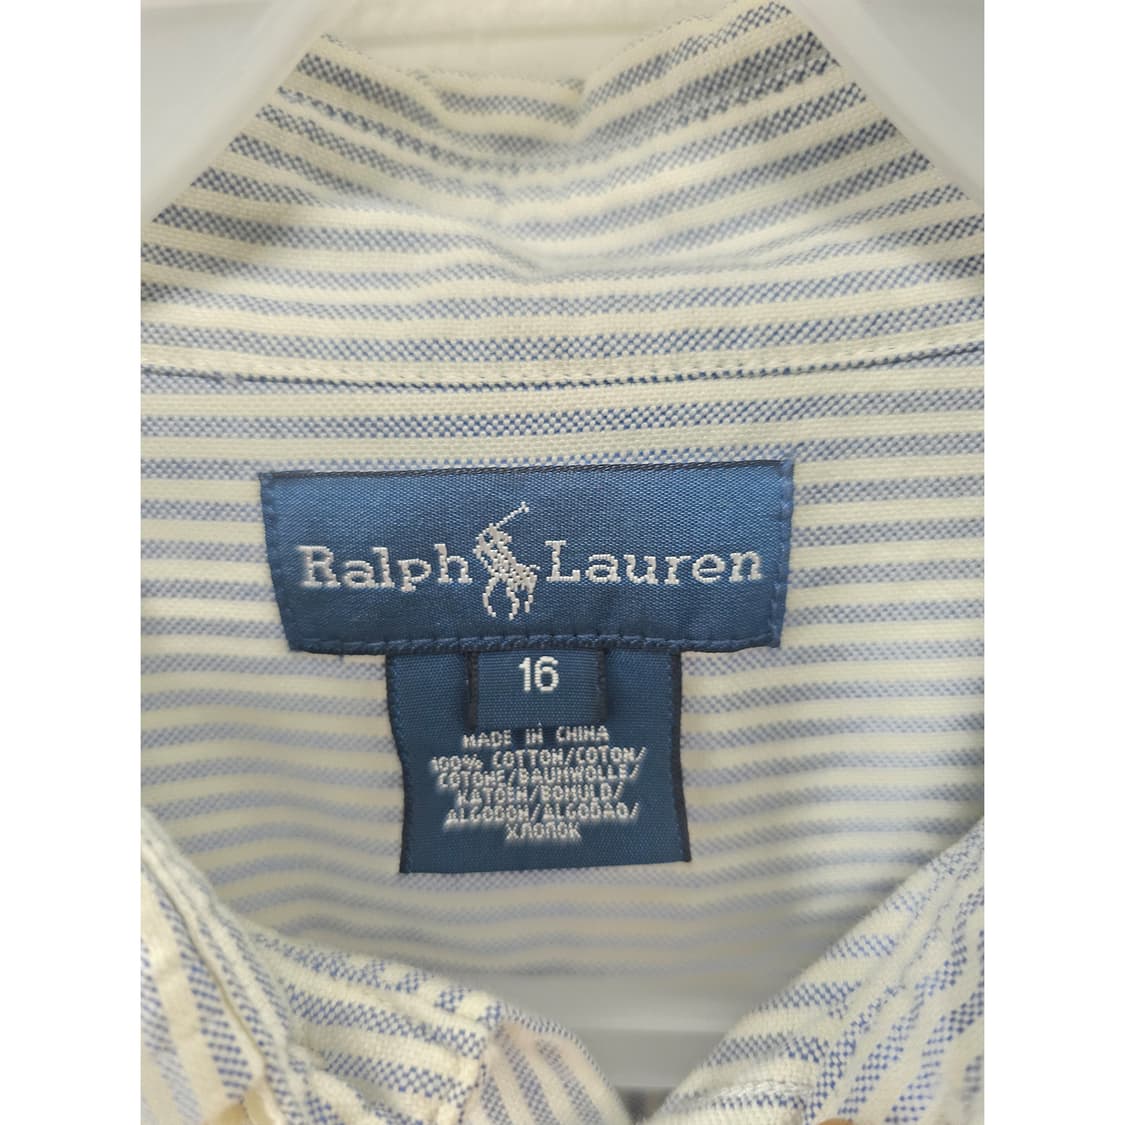 Ralph Lauren
16
MADE IN CHINA
100% COTTON/COTON/
COTONE/BAUMWOLLE/
KATOEN/BOMULD/
ALGODON/ALGODAO/
ХЛОПОК